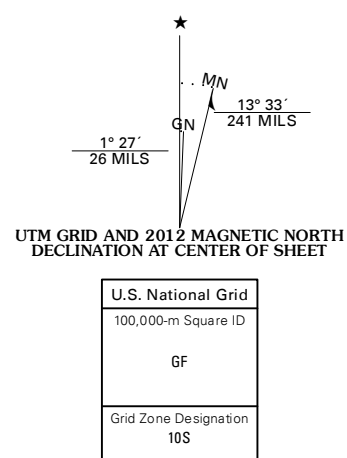 ★
. . MN
13° 33´
241 MILS
GN
1° 27´
26 MILS
UTM GRID AND 2012 MAGNETIC NORTH
DECLINATION AT CENTER OF SHEET
U.S. National Grid
100,000-m Square ID
GF
Grid Zone Designation
10S